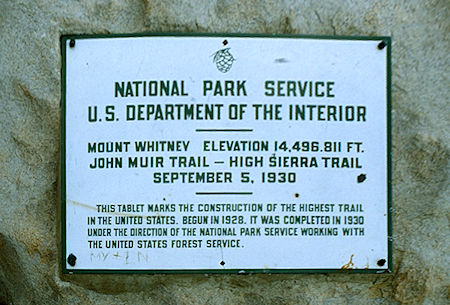 NATIONAL PARK SERVICE
U.S. DEPARTMENT OF THE INTERIOR
MOUNT WHITNEY ELEVATION 14,496.811 FT.
JOHN MUIR TRAIL – HIGH SIERRA TRAIL
SEPTEMBER 5, 1930
THIS TABLET MARKS THE CONSTRUCTION OF THE HIGHEST TRAIL
IN THE UNITED STATES. BEGUN IN 1928. IT WAS COMPLETED IN 1930
UNDER THE DIRECTION OF THE NATIONAL PARK SERVICE WORKING WITH
THE UNITED STATES FOREST SERVICE.